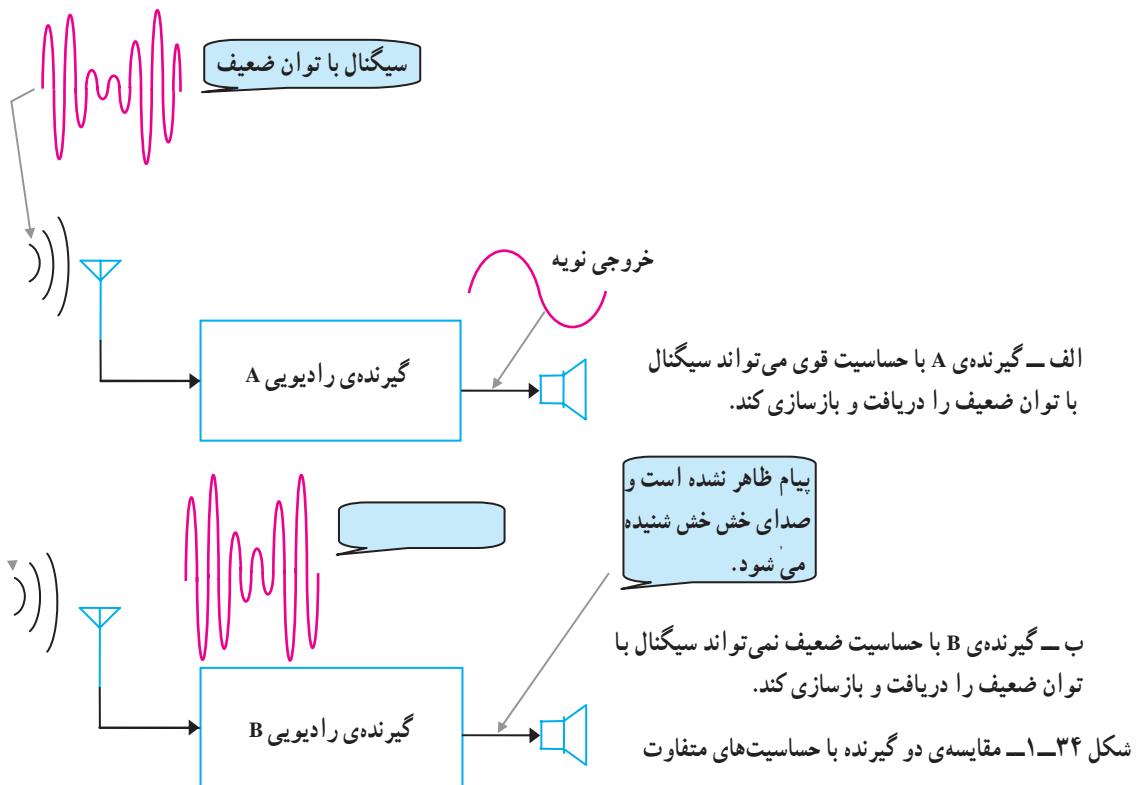 سیگنال با توان ضعیف
خروجی نویه
گیرنده‌ی رادیویی A
الف ــ گیرنده‌ی A با حساسیت قوی می‌تواند سیگنال
با توان ضعیف را دریافت و بازسازی کند.
پیام ظاهر نشده است و
صدای خش خش شنیده
می‌شود.
گیرنده‌ی رادیویی B
ب ــ گیرنده‌ی B با حساسیت ضعیف نمی‌تواند سیگنال با
توان ضعیف را دریافت و بازسازی کند.
شکل ۳۴ــ۱ــ مقایسه‌ی دو گیرنده با حساسیت‌های متفاوت